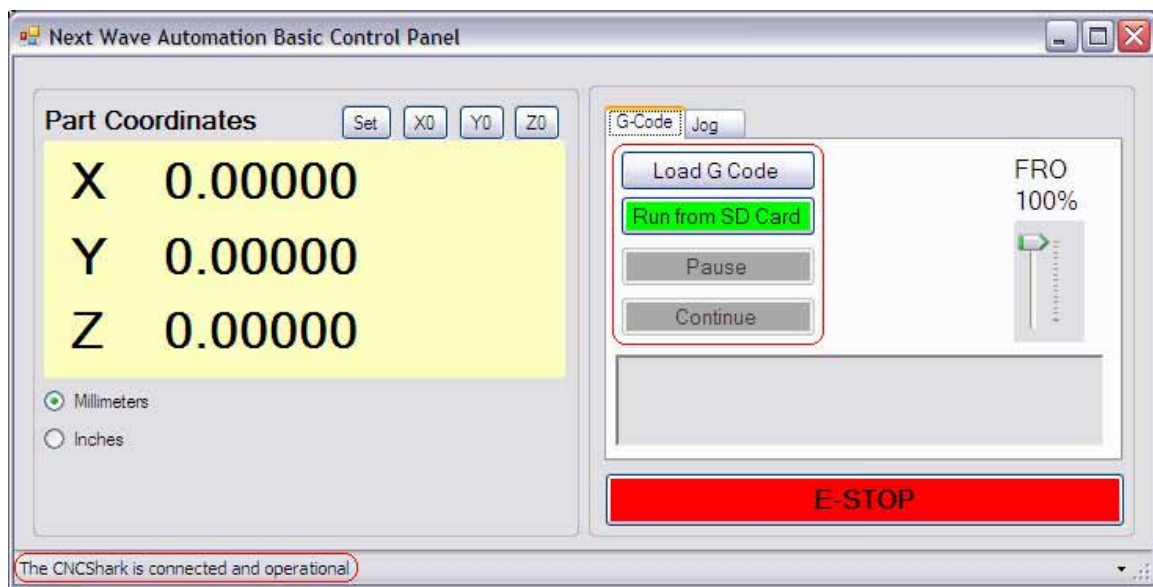 Next Wave Automation Basic Control Panel
Part Coordinates
Set X0 Y0 Z0
X 0.00000
Y 0.00000
Z 0.00000
Millimeters
Inches
G-Code Jog
Load G Code
Run from SD Card
Pause
Continue
FRO
100%
E-STOP
The CNCShark is connected and operational